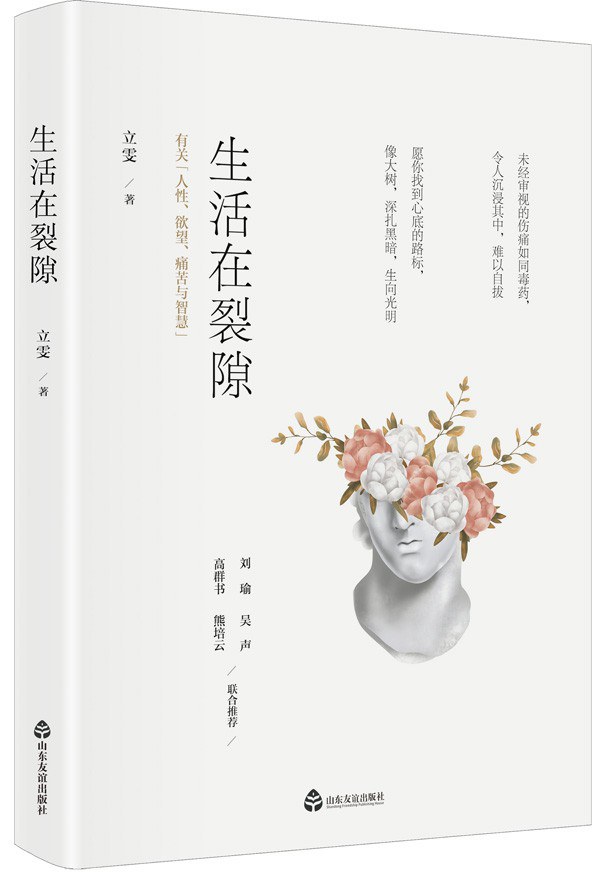 生活在裂隙
立雯/著
山东友谊出版社
未经审视的伤痛如同毒药，
令人沉浸其中，难以自拔
愿你找到心底的路标，
像大树，深扎黑暗，生向光明
生活在裂隙
有关「人性、欲望、痛苦与智慧」
立雯/著
刘瑜 吴声
高群书 熊培云
/联合推荐/
山东友谊出版社
Shandong Friendship Publishing House